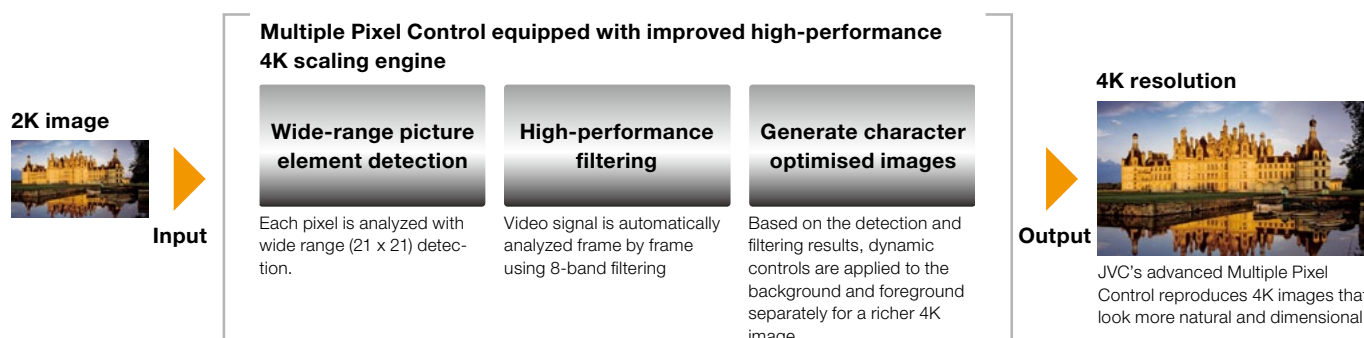 Multiple Pixel Control equipped with improved high-performance
4K scaling engine
2K image
Input
Wide-range picture
element detection
Each pixel is analyzed with
wide range (21 x 21) detec-
tion.
High-performance
filtering
Video signal is automatically
analyzed frame by frame
using 8-band filtering
Generate character
optimised images
Based on the detection and
filtering results, dynamic
controls are applied to the
background and foreground
separately for a richer 4K
image
Output
4K resolution
JVC's advanced Multiple Pixel
Control reproduces 4K images that
look more natural and dimensional